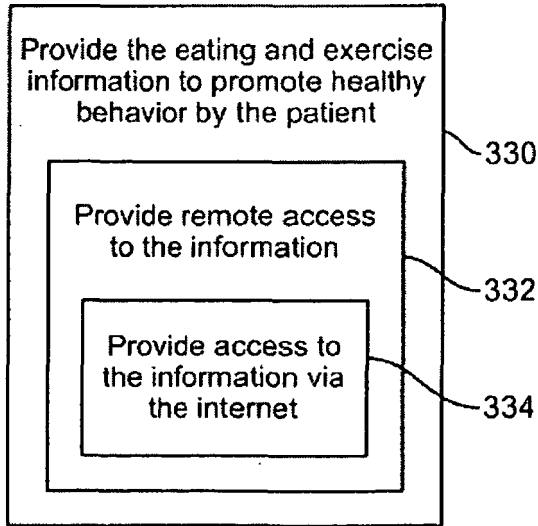 Provide the eating and exercise
information to promote healthy
behavior by the patient
330
Provide remote access
to the information
332
Provide access to
the information via
the internet
334